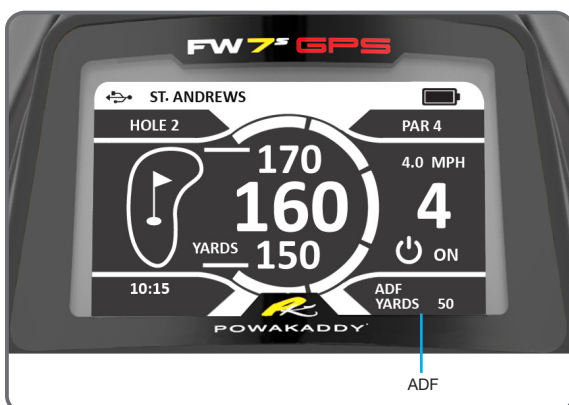 FW7s GPS
ST. ANDREWS
HOLE 2
PAR 4
170
160
YARDS 150
4.0 MPH
4
ON
10:15
ADF
YARDS 50
POWAKADDY
ADF